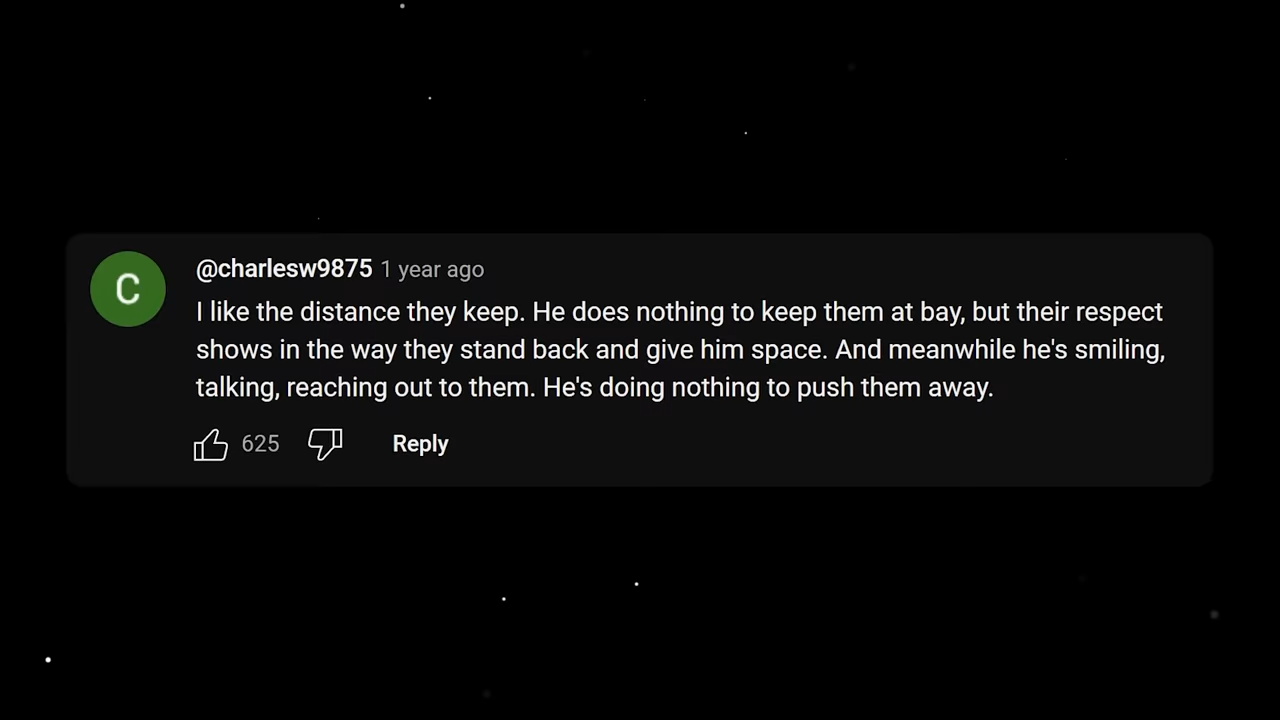 C
@charlesw9875 1 year ago
I like the distance they keep. He does nothing to keep them at bay, but their respect
shows in the way they stand back and give him space. And meanwhile he's smiling,
talking, reaching out to them. He's doing nothing to push them away.
625 Reply